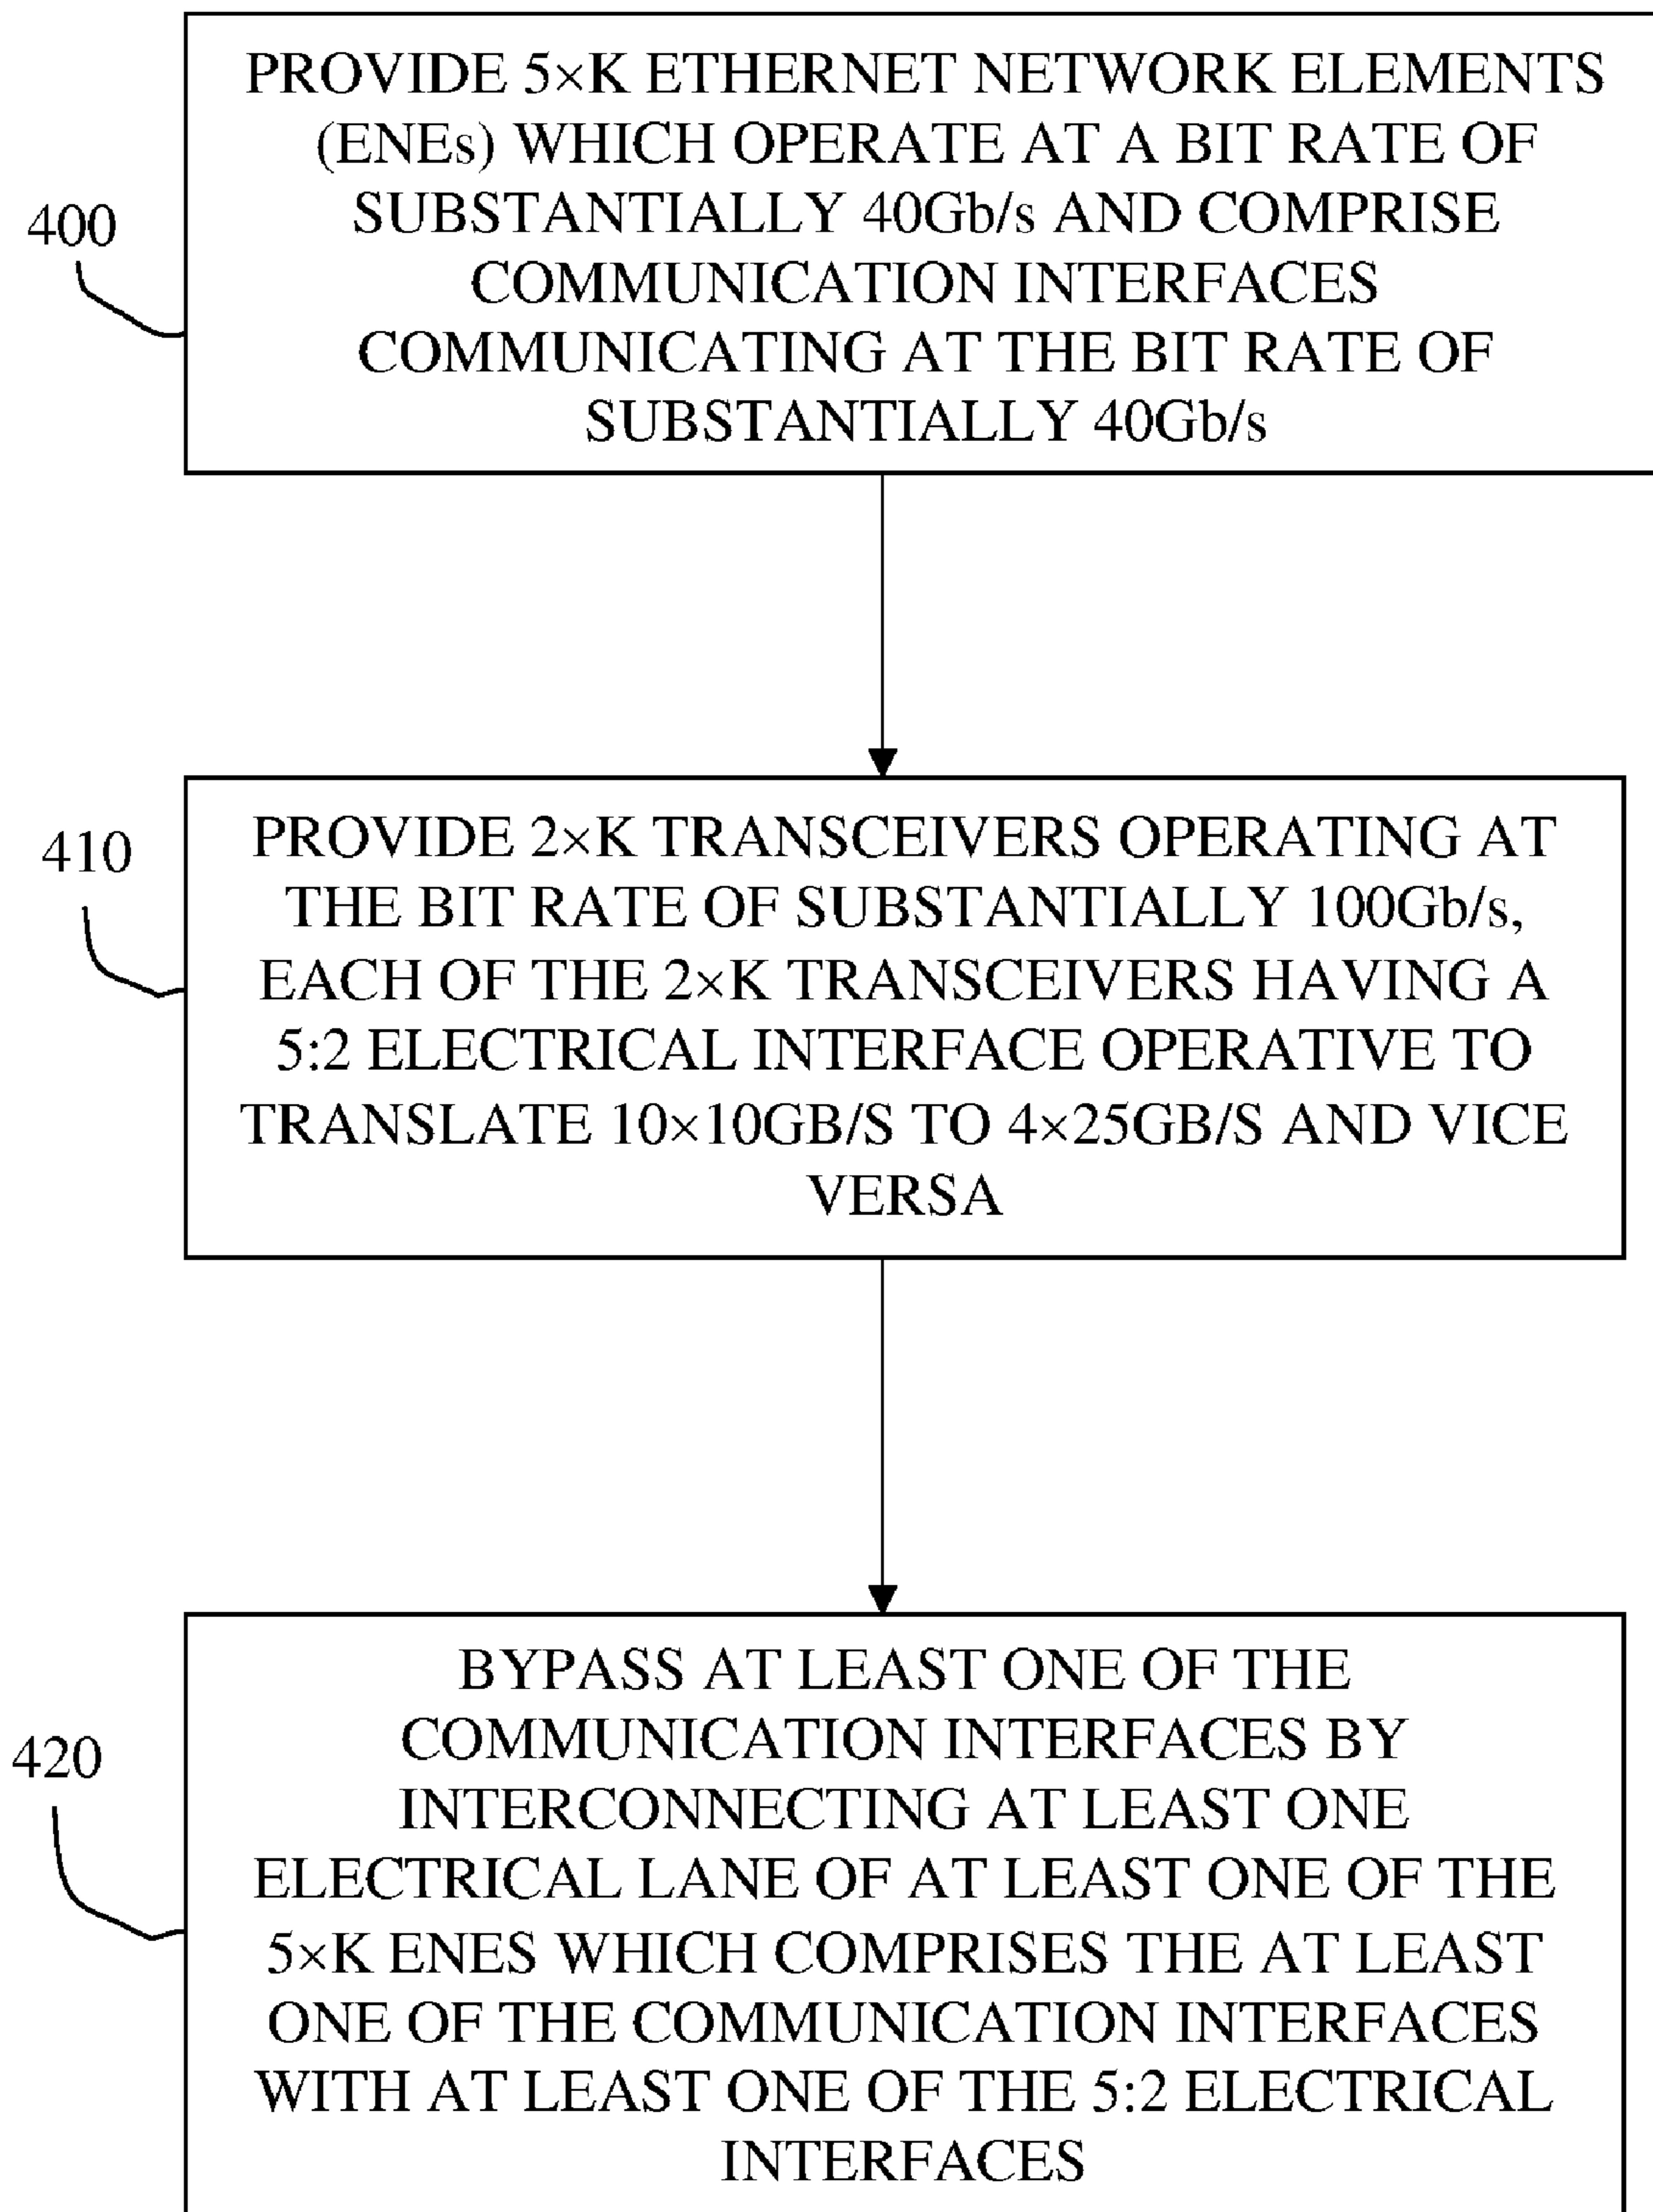 400
PROVIDE 5×K ETHERNET NETWORK ELEMENTS
(ENEs) WHICH OPERATE AT A BIT RATE OF
SUBSTANTIALLY 40Gb/s AND COMPRISE
COMMUNICATION INTERFACES
COMMUNICATING AT THE BIT RATE OF
SUBSTANTIALLY 40Gb/s
410
PROVIDE 2×K TRANSCEIVERS OPERATING AT
THE BIT RATE OF SUBSTANTIALLY 100Gb/s,
EACH OF THE 2×K TRANSCEIVERS HAVING A
5:2 ELECTRICAL INTERFACE OPERATIVE TO
TRANSLATE 10×10GB/S TO 4×25GB/S AND VICE
VERSA
420
BYPASS AT LEAST ONE OF THE
COMMUNICATION INTERFACES BY
INTERCONNECTING AT LEAST ONE
ELECTRICAL LANE OF AT LEAST ONE OF THE
5×K ENES WHICH COMPRISES THE AT LEAST
ONE OF THE COMMUNICATION INTERFACES
WITH AT LEAST ONE OF THE 5:2 ELECTRICAL
INTERFACES